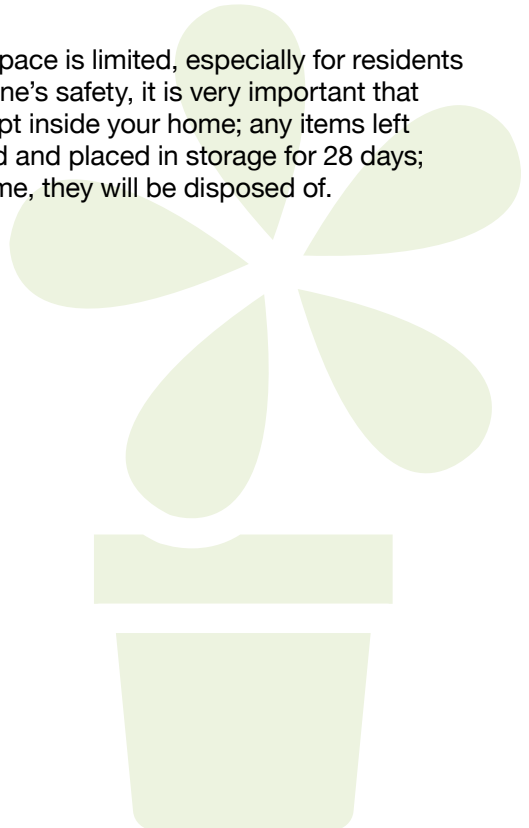 pace is limited, especially for residents
ne’s safety, it is very important that
pt inside your home; any items left
d and placed in storage for 28 days;
me, they will be disposed of.